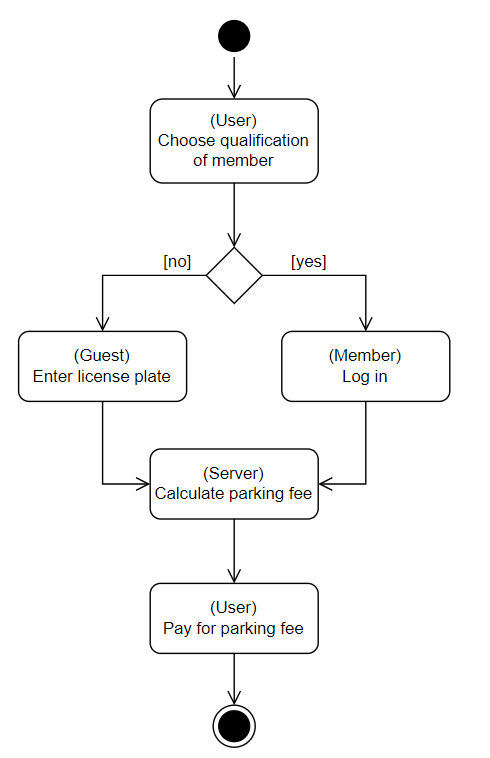 (User)
Choose qualification
of member
[no]
[yes]
(Guest)
Enter license plate
(Member)
Log in
(Server)
Calculate parking fee
(User)
Pay for parking fee